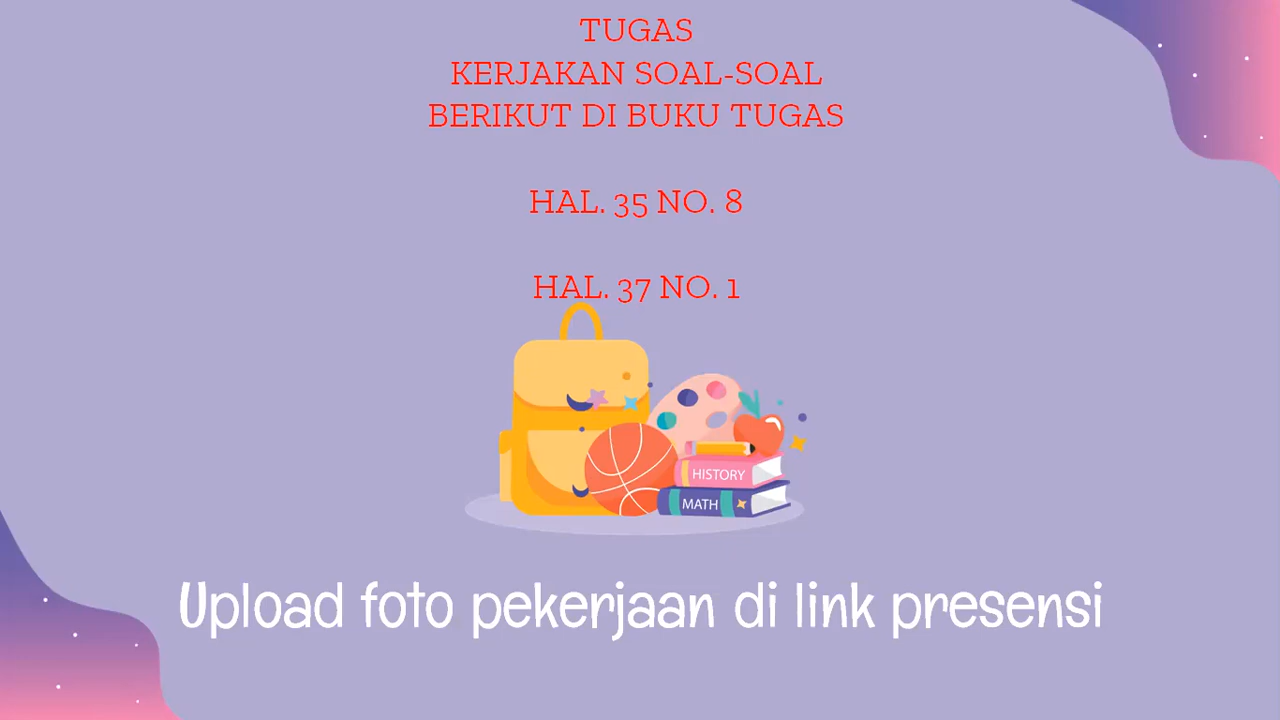 TUGAS
KERJAKAN SOAL-SOAL
BERIKUT DI BUKU TUGAS
HAL. 35 NO. 8
HAL. 37 NO. 1
HISTORY
MATH
Upload foto pekerjaan di link presensi